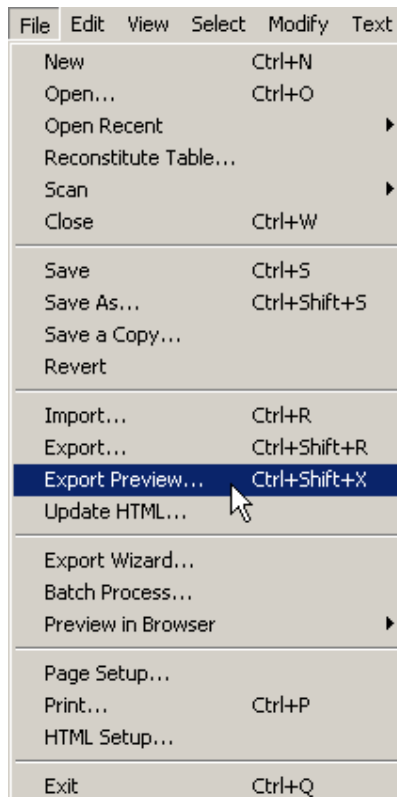 File Edit View Select Modify Text
New Ctrl+N
Open... Ctrl+O
Open Recent
Reconstitute Table...
Scan
Close Ctrl+W
Save Ctrl+S
Save As... Ctrl+Shift+S
Save a Copy...
Revert
Import... Ctrl+R
Export... Ctrl+Shift+R
Export Preview... Ctrl+Shift+X
Update HTML...
Export Wizard...
Batch Process...
Preview in Browser
Page Setup...
Print... Ctrl+P
HTML Setup...
Exit Ctrl+Q